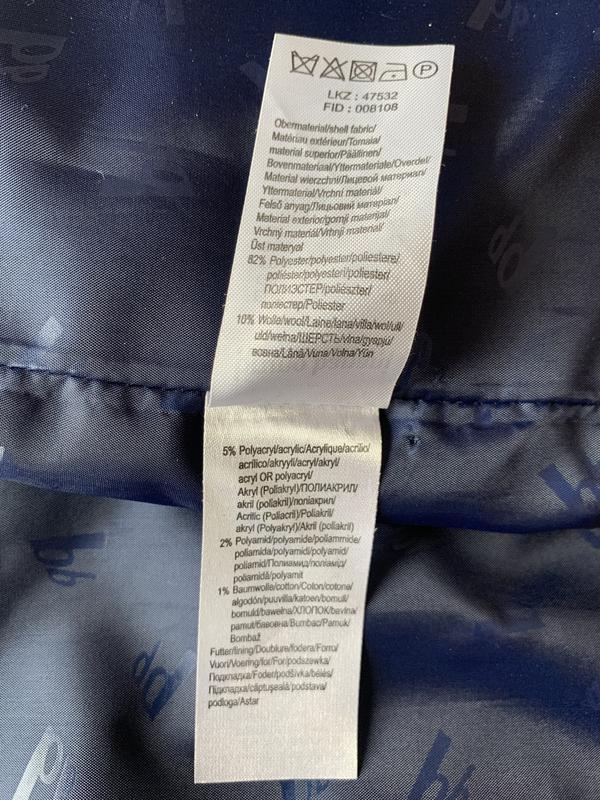 P
LKZ : 47532
FID : 008108
Obermaterial/shell fabric/
Matériau extérieur/Tomaia/
material superior/Päällinen/
Bovenmateriaal/Yttermateriale/Overdel/
Material wierzchni/Лицевой материал/
Yttermaterial/Vrchní materiál/
Felső anyag/Лицьовий матеріал/
Material exterior/gornji materijal/
Vrchný materiál/Vrhnji material/
Üst materyal
82% Polyester/polyester/poliestere/
poliéster/polyesteri/poliester/
ПОЛИЭСТЕР/poliészter/
поліестер/Poliester
10% Wolle/wool/Laine/lana/villa/wol/ull/
uld/wełna/ШЕРСТЬ/vlna/gyapjú/
вовна/Lână/Vuna/Volna/Yün
5% Polyacryl/acrylic/Acrylique/acrilio/
acrílico/akryyli/acryl/akryl/
acryl OR polyacryl/
Akryl (Poliakryl)/ПОЛИАКРИЛ/
akril (poliakril)/поліакрил/
Acrilic (Poliacril)/Poliakril/
akryl (Polyakryl)/Akril (poliakril)
2% Polyamid/polyamide/poliammide/
poliamida/polyamidi/polyamid/
poliamid/Полиамид/поліамід/
poliamidă/polyamit
1% Baumwolle/cotton/Coton/cotone/
algodón/puuvilla/katoen/bomull/
bomuld/bawełna/ХЛОПОК/bavlna/
pamut/бавовна/Bumbac/Pamuk/
Bombaž
Futter/lining/Doublure/fodera/Forro/
Vuori/Voering/for/For/podszewka/
Подкладка/Foder/podšívka/bélés/
Підкладка/căptușeală/podstava/
podloga/Astar